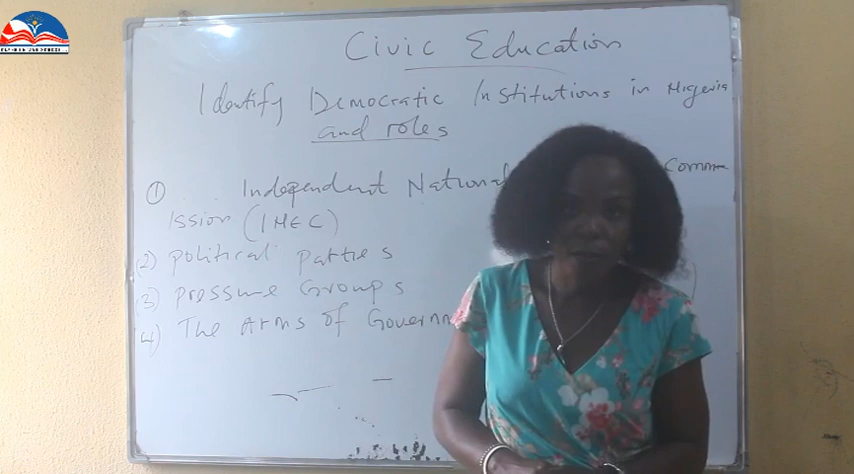 Civic Education
Identify Democratic Institutions in Nigeria
and roles
① Independent National Comm
ission (INEC)
(2) Political Parties
(3) Pressure Groups
4) The Arms of Governm